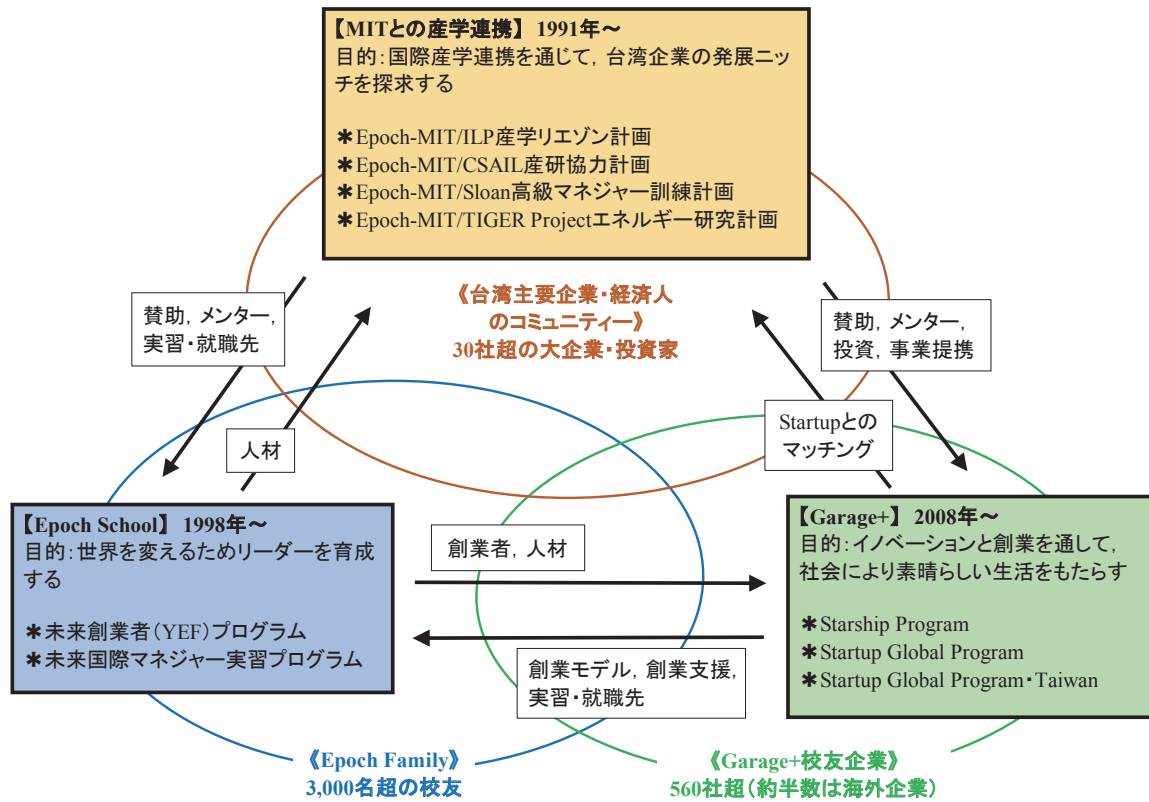 【MITとの産学連携】 1991年～
目的：国際産学連携を通じて，台湾企業の発展ニッ
チを探求する
＊Epoch-MIT/ILP産学リエゾン計画
＊Epoch-MIT/CSAIL産研協力計画
＊Epoch-MIT/Sloan高級マネジャー訓練計画
＊Epoch-MIT/TIGER Projectエネルギー研究計画
《台湾主要企業・経済人
のコミュニティー》
30社超の大企業・投資家
賛助，メンター，
実習・就職先
人材
賛助，メンター，
投資，事業提携
Startupとの
マッチング
【Epoch School】 1998年～
目的：世界を変えるためリーダーを育成
する
＊未来創業者（YEF）プログラム
＊未来国際マネジャー実習プログラム
創業者，人材
創業モデル，創業支援，
実習・就職先
【Garage+】 2008年～
目的：イノベーションと創業を通して，
社会により素晴らしい生活をもたらす
＊Starship Program
＊Startup Global Program
＊Startup Global Program・Taiwan
《Epoch Family》
3,000名超の校友
《Garage+校友企業》
560社超（約半数は海外企業）